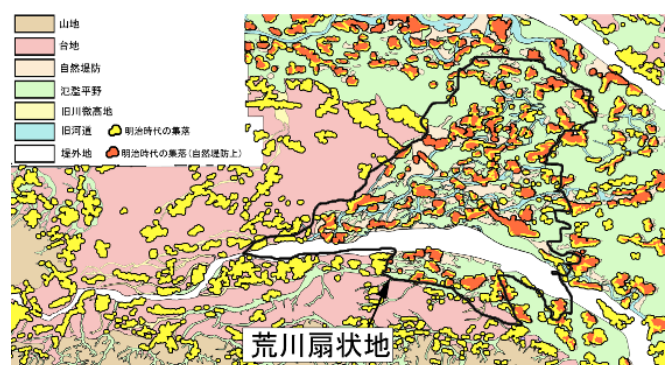 山地
台地
自然堤防
氾濫平野
旧川微高地
旧河道
明治時代の集落
堤外地
明治時代の集落(自然堤防上)
荒川扇状地